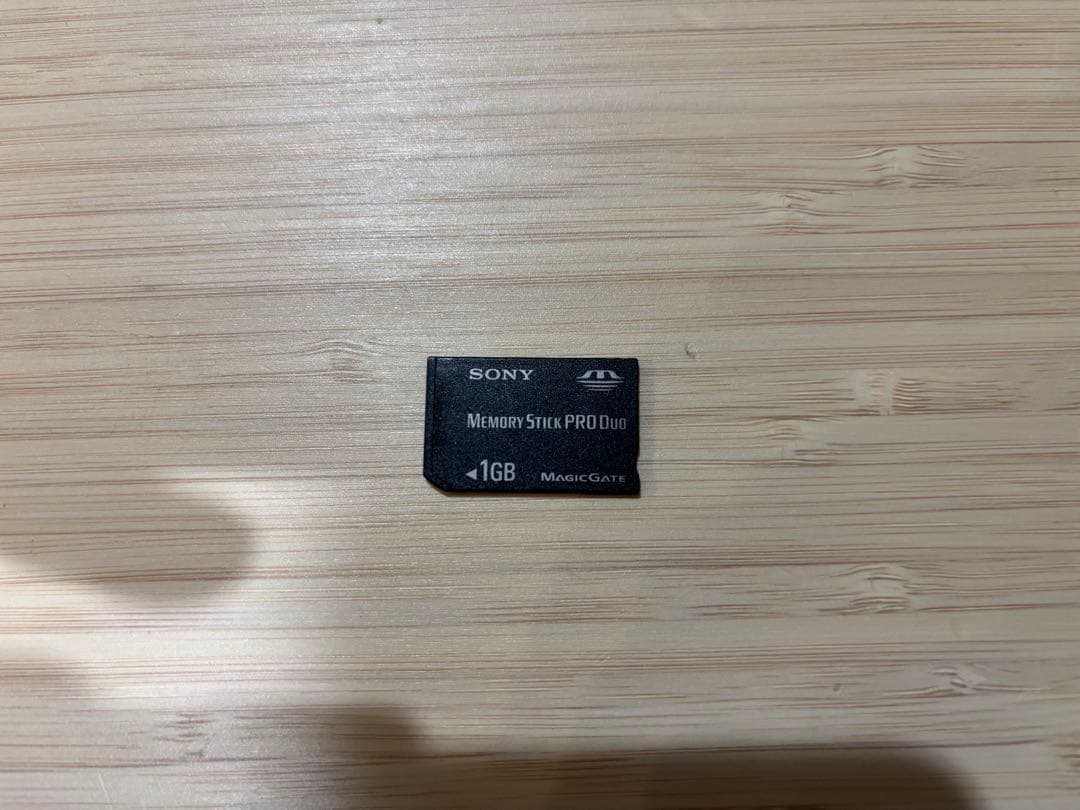 SONY
MEMORY STICK PRO DUO
◄1GB MAGICGATE